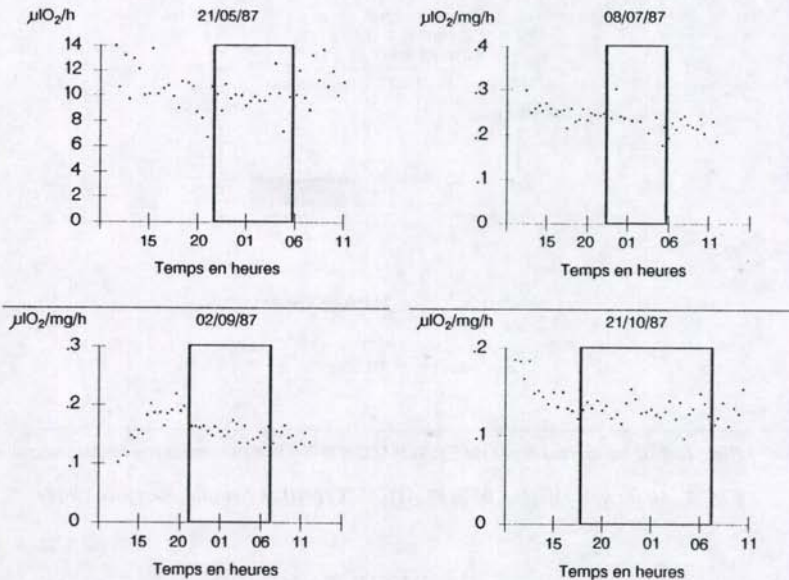 µlO₂/h 21/05/87
14
12
10
8
6
4
2
0
15 20 01 06 11
Temps en heures
µlO₂/mg/h 08/07/87
.4
.3
.2
.1
0
15 20 01 06 11
Temps en heures
µlO₂/mg/h 02/09/87
.3
.2
.1
0
15 20 01 06 11
Temps en heures
µlO₂/mg/h 21/10/87
.2
.1
0
15 20 01 06 11
Temps en heures